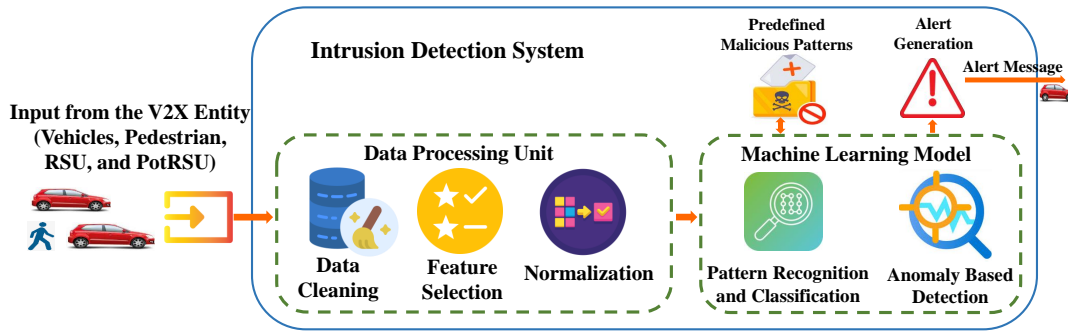 Intrusion Detection System
Predefined
Malicious Patterns
Alert
Generation
Alert Message
Input from the V2X Entity
(Vehicles, Pedestrian,
RSU, and PotRSU)
Data Processing Unit
Data
Cleaning
Feature
Selection
Normalization
Machine Learning Model
Pattern Recognition
and Classification
Anomaly Based
Detection